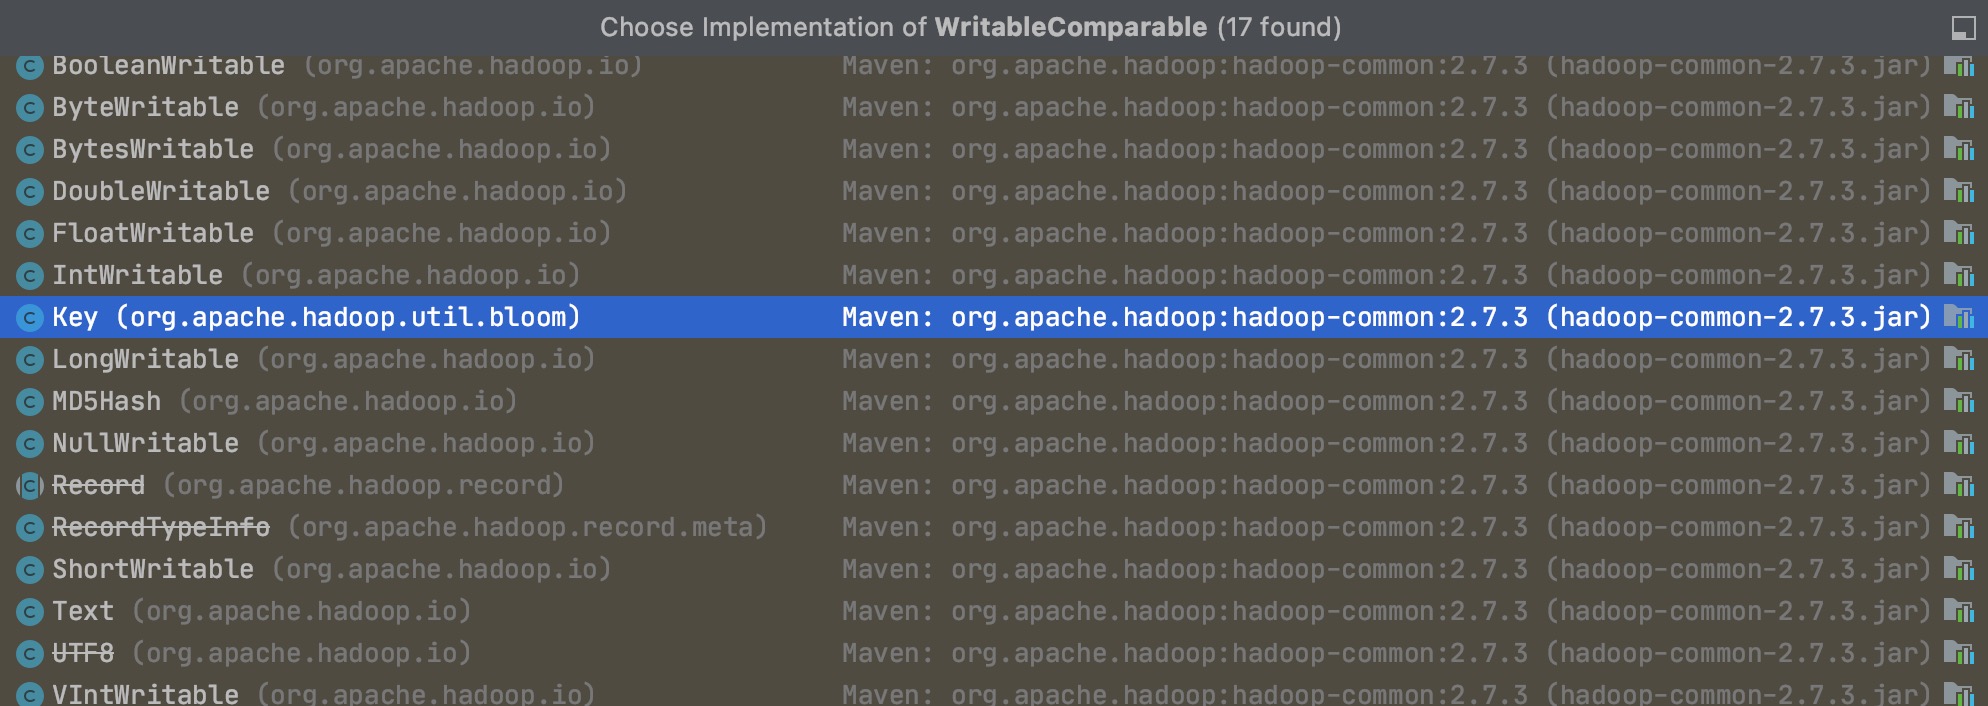 Choose Implementation of WritableComparable (17 found)
BooleanWritable (org.apache.hadoop.io) Maven: org.apache.hadoop:hadoop-common:2.7.3 (hadoop-common-2.7.3.jar)
ByteWritable (org.apache.hadoop.io) Maven: org.apache.hadoop:hadoop-common:2.7.3 (hadoop-common-2.7.3.jar)
BytesWritable (org.apache.hadoop.io) Maven: org.apache.hadoop:hadoop-common:2.7.3 (hadoop-common-2.7.3.jar)
DoubleWritable (org.apache.hadoop.io) Maven: org.apache.hadoop:hadoop-common:2.7.3 (hadoop-common-2.7.3.jar)
FloatWritable (org.apache.hadoop.io) Maven: org.apache.hadoop:hadoop-common:2.7.3 (hadoop-common-2.7.3.jar)
IntWritable (org.apache.hadoop.io) Maven: org.apache.hadoop:hadoop-common:2.7.3 (hadoop-common-2.7.3.jar)
Key (org.apache.hadoop.util.bloom) Maven: org.apache.hadoop:hadoop-common:2.7.3 (hadoop-common-2.7.3.jar)
LongWritable (org.apache.hadoop.io) Maven: org.apache.hadoop:hadoop-common:2.7.3 (hadoop-common-2.7.3.jar)
MD5Hash (org.apache.hadoop.io) Maven: org.apache.hadoop:hadoop-common:2.7.3 (hadoop-common-2.7.3.jar)
NullWritable (org.apache.hadoop.io) Maven: org.apache.hadoop:hadoop-common:2.7.3 (hadoop-common-2.7.3.jar)
Record (org.apache.hadoop.record) Maven: org.apache.hadoop:hadoop-common:2.7.3 (hadoop-common-2.7.3.jar)
RecordTypeInfo (org.apache.hadoop.record.meta) Maven: org.apache.hadoop:hadoop-common:2.7.3 (hadoop-common-2.7.3.jar)
ShortWritable (org.apache.hadoop.io) Maven: org.apache.hadoop:hadoop-common:2.7.3 (hadoop-common-2.7.3.jar)
Text (org.apache.hadoop.io) Maven: org.apache.hadoop:hadoop-common:2.7.3 (hadoop-common-2.7.3.jar)
UTF8 (org.apache.hadoop.io) Maven: org.apache.hadoop:hadoop-common:2.7.3 (hadoop-common-2.7.3.jar)
VIntWritable (org.apache.hadoop.io) Maven: org.apache.hadoop:hadoop-common:2.7.3 (hadoop-common-2.7.3.jar)